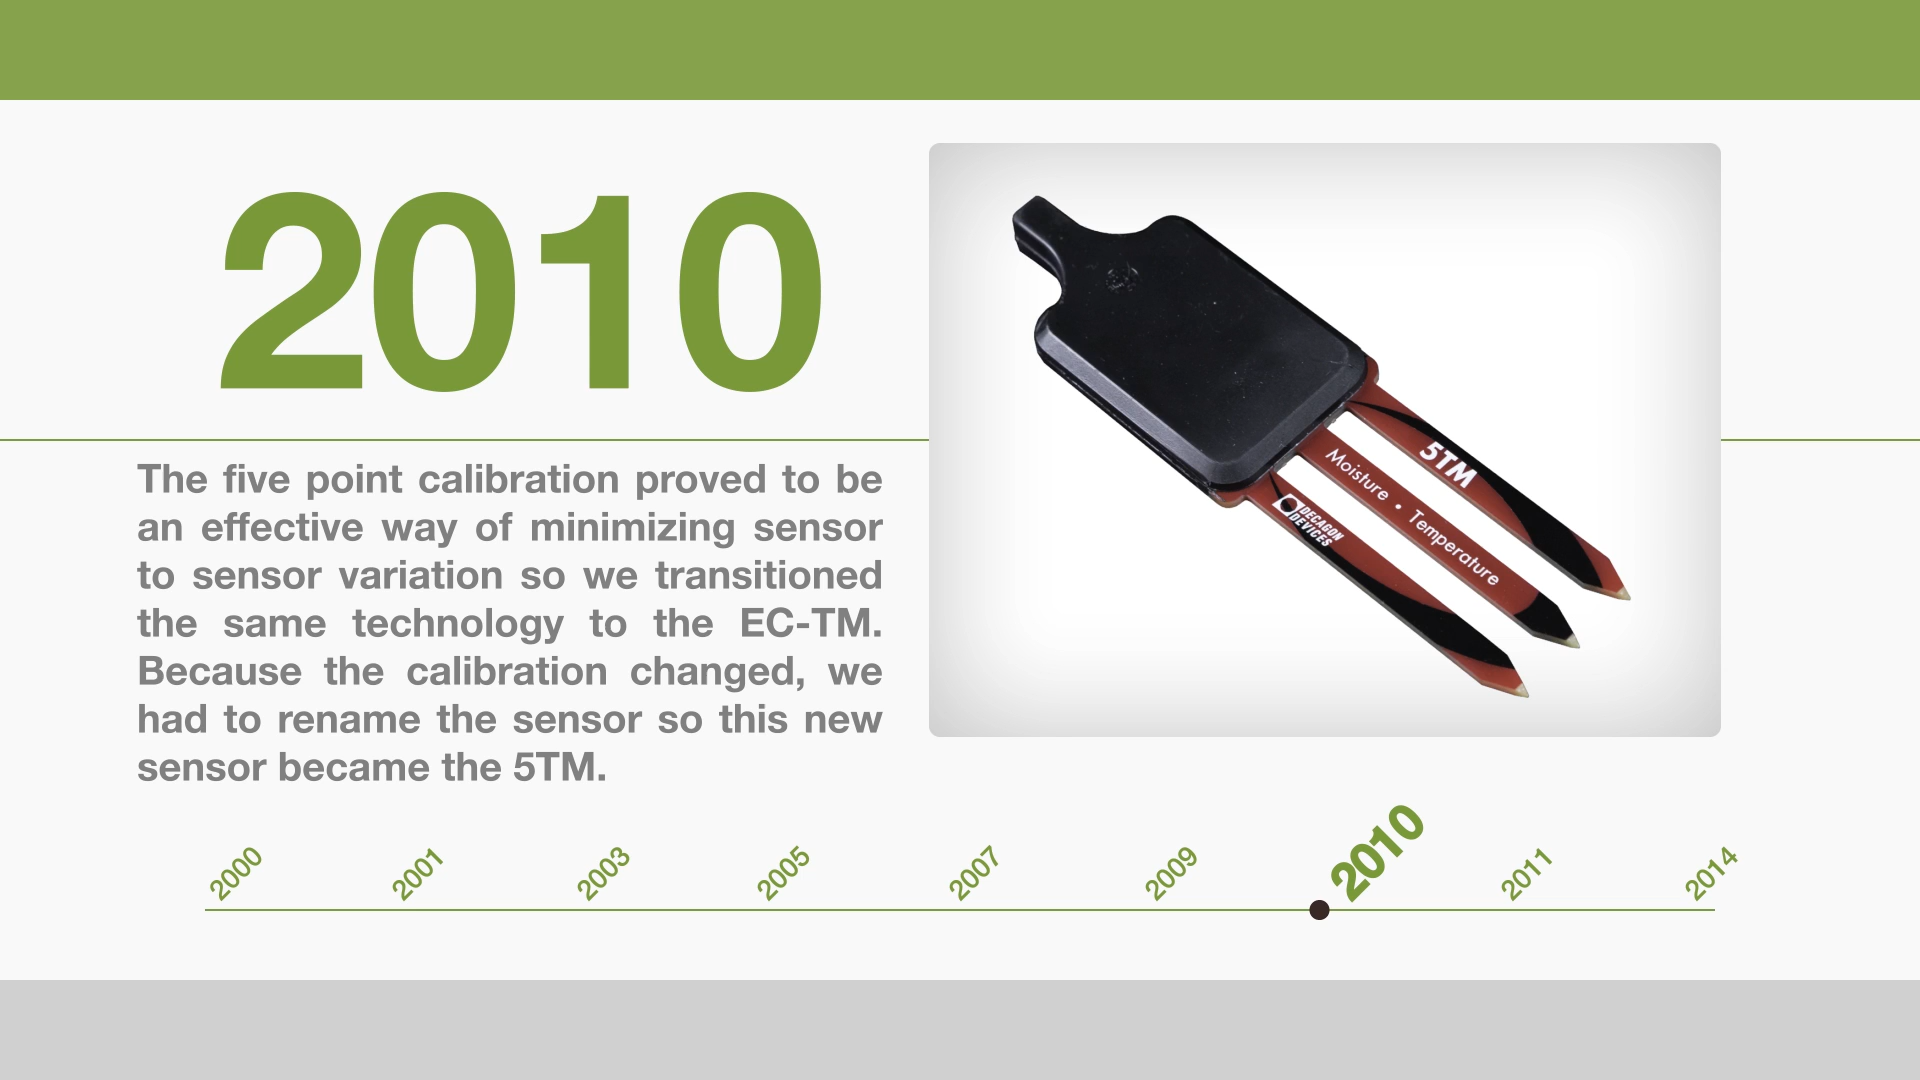 2010
The five point calibration proved to be
an effective way of minimizing sensor
to sensor variation so we transitioned
the same technology to the EC-TM.
Because the calibration changed, we
had to rename the sensor so this new
sensor became the 5TM.
5TM
Moisture • Temperature
DECAGON
DEVICES
2000
2001
2003
2005
2007
2009
2010
2011
2014